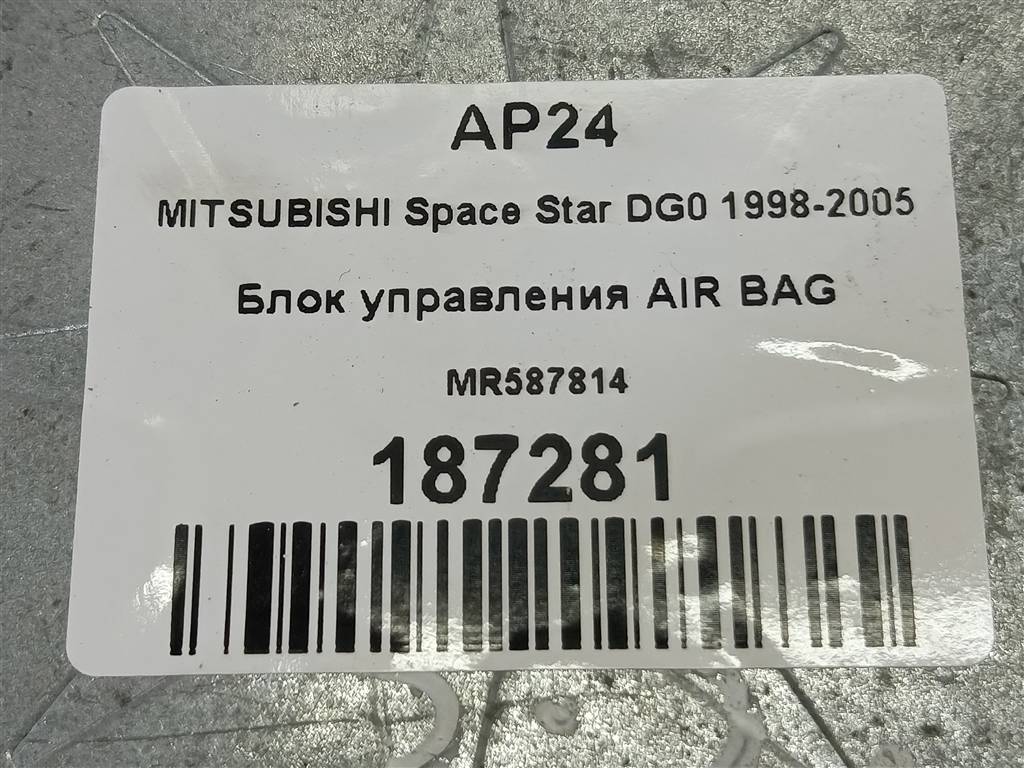 AP24
MITSUBISHI Space Star DG0 1998-2005
Блок управления AIR BAG
MR587814
187281